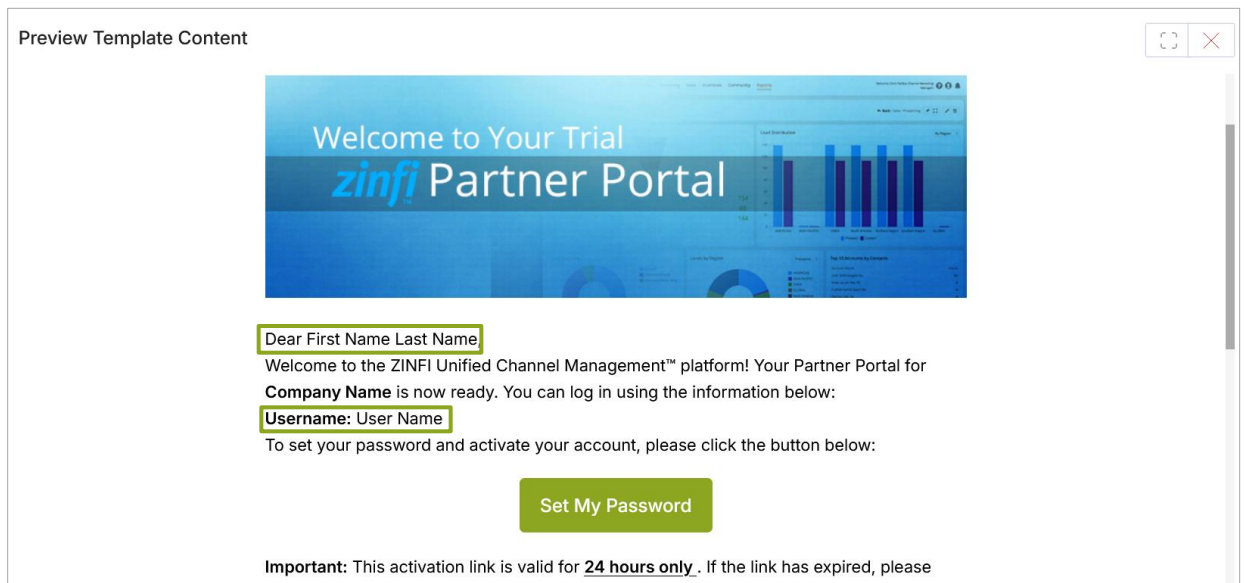 Preview Template Content
Community
Welcome to Your Trial
zinfi Partner Portal
Dear First Name Last Name,
Welcome to the ZINFI Unified Channel Management™ platform! Your Partner Portal for
Company Name is now ready. You can log in using the information below:
Username: User Name
To set your password and activate your account, please click the button below:
Set My Password
Important: This activation link is valid for 24 hours only . If the link has expired, please